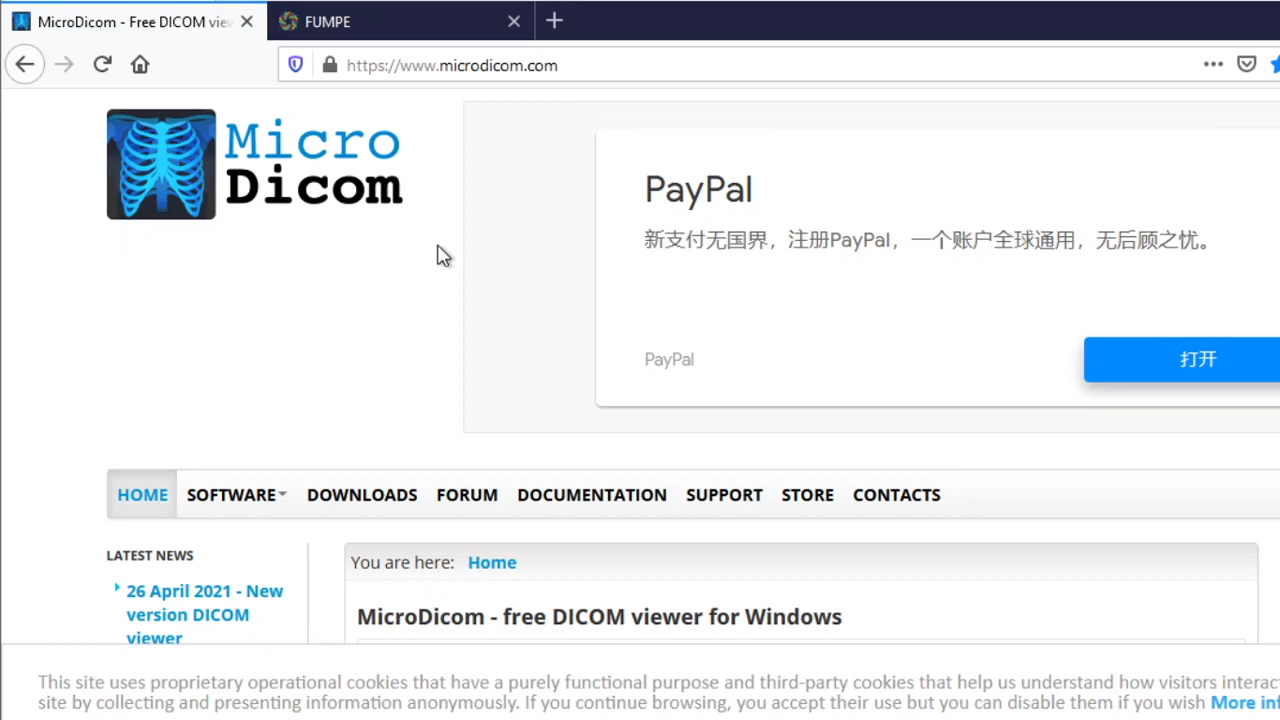 MicroDicom - Free DICOM vie
FUMPE
https://www.microdicom.com
Micro
Dicom
PayPal
新支付无国界，注册PayPal，一个账户全球通用，无后顾之忧。
PayPal
打开
HOME SOFTWARE DOWNLOADS FORUM DOCUMENTATION SUPPORT STORE CONTACTS
LATEST NEWS
26 April 2021 - New
version DICOM
viewer
You are here: Home
MicroDicom - free DICOM viewer for Windows
This site uses proprietary operational cookies that have a purely functional purpose and third-party cookies that help us understand how visitors interac
site by collecting and presenting information anonymously. If you continue browsing, you accept their use but you can disable them if you wish More in